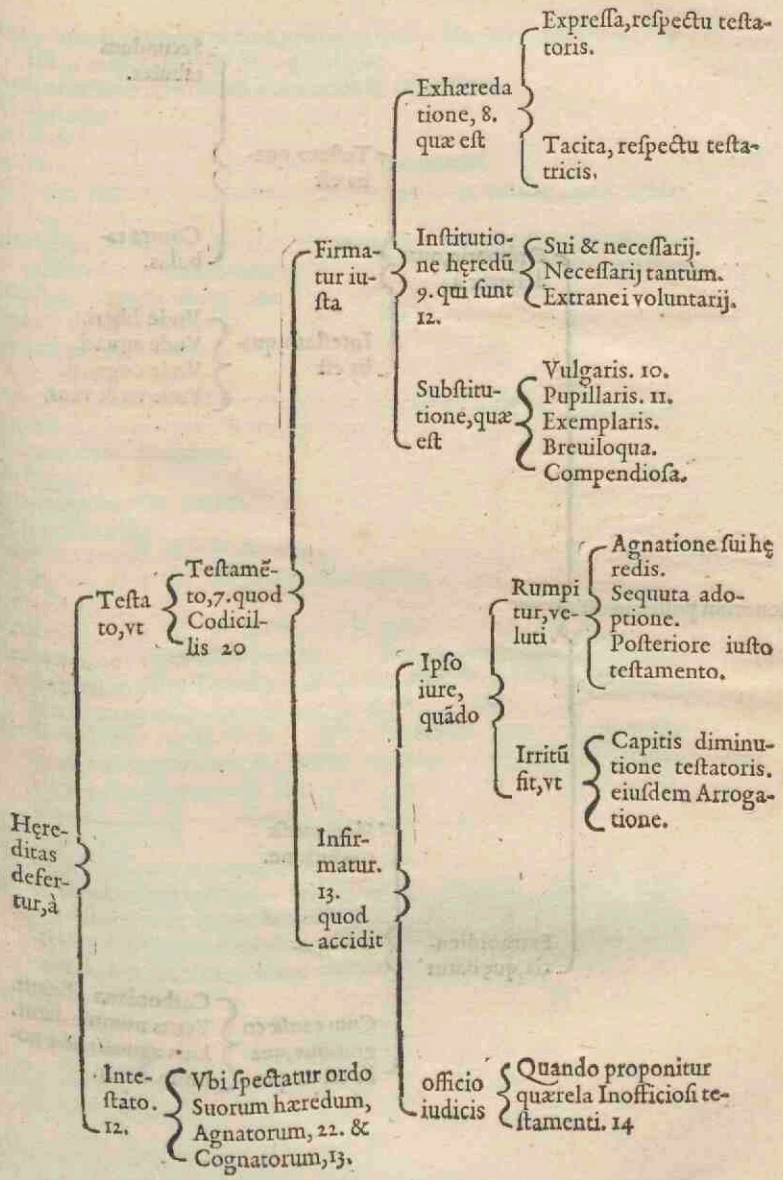 Hęre-
ditas
defer-
tur,à
Testa
to,vt
Testamẽ-
to,7.quod
Codicil-
lis 20
Firma-
tur iu-
sta
Exhæreda
tione, 8.
quæ est
Expressa, respectu testa-
toris.
Tacita, respectu testa-
tricis.
Institutio-
ne hęredũ
9. qui sunt
12.
Sui & necessarij.
Necessarij tantùm.
Extranei voluntarij.
Substitu-
tione, quæ
est
Vulgaris. 10.
Pupillaris. 11.
Exemplaris.
Breuiloqua.
Compendiosa.
Infir-
matur.
13.
quod
accidit
Ipso
iure,
quãdo
Rumpi
tur, ve-
luti
Agnatione sui hę
redis.
Sequuta ado-
ptione.
Posteriore iusto
testamento.
Irritũ
fit, vt
Capitis diminu-
tione testatoris.
eiusdem Arroga-
tione.
officio
iudicis
Quando proponitur
quærela Inofficiosi te-
stamenti. 14
Inte-
stato.
12.
Vbi spectatur ordo
Suorum hæredum,
Agnatorum, 22. &
Cognatorum, 13.